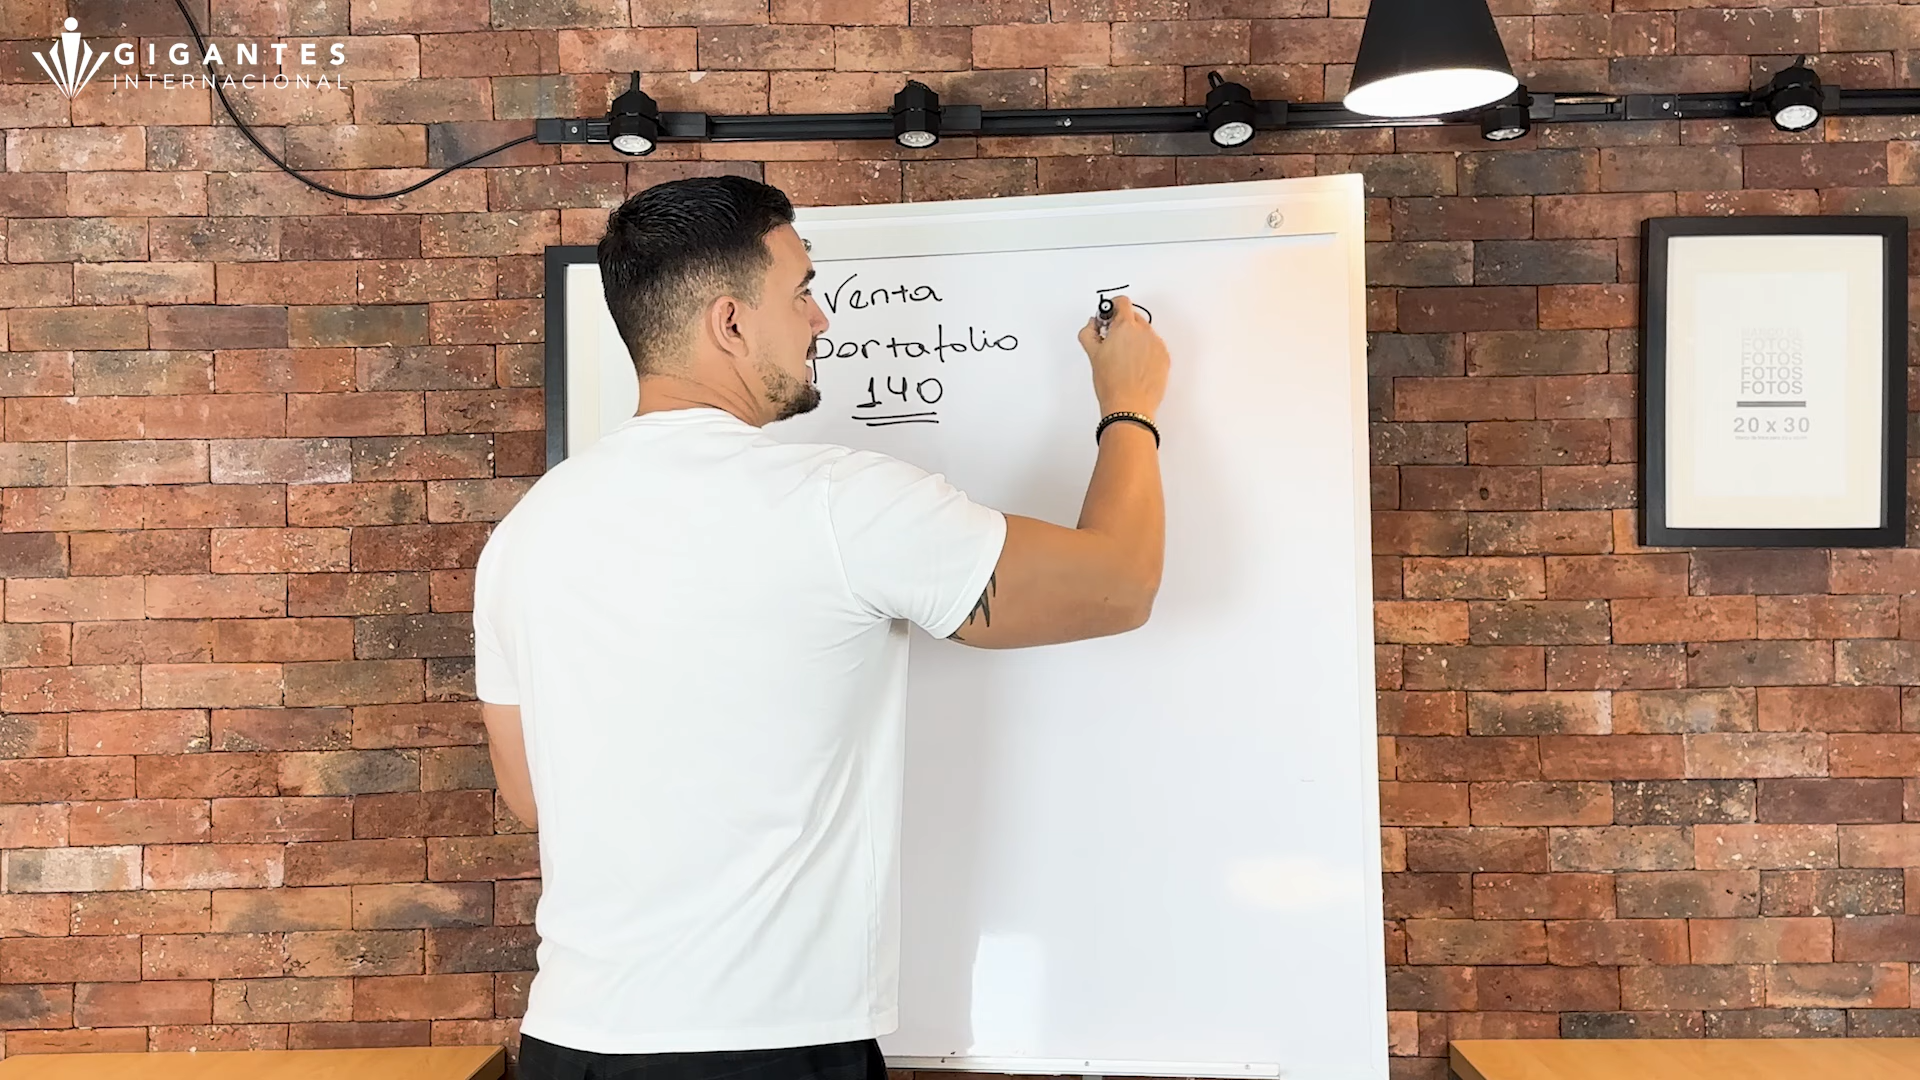 GIGANTES
INTERNACIONAL
Venta
portafolio
140
FOTOS
FOTOS
FOTOS
FOTOS
20 x 30